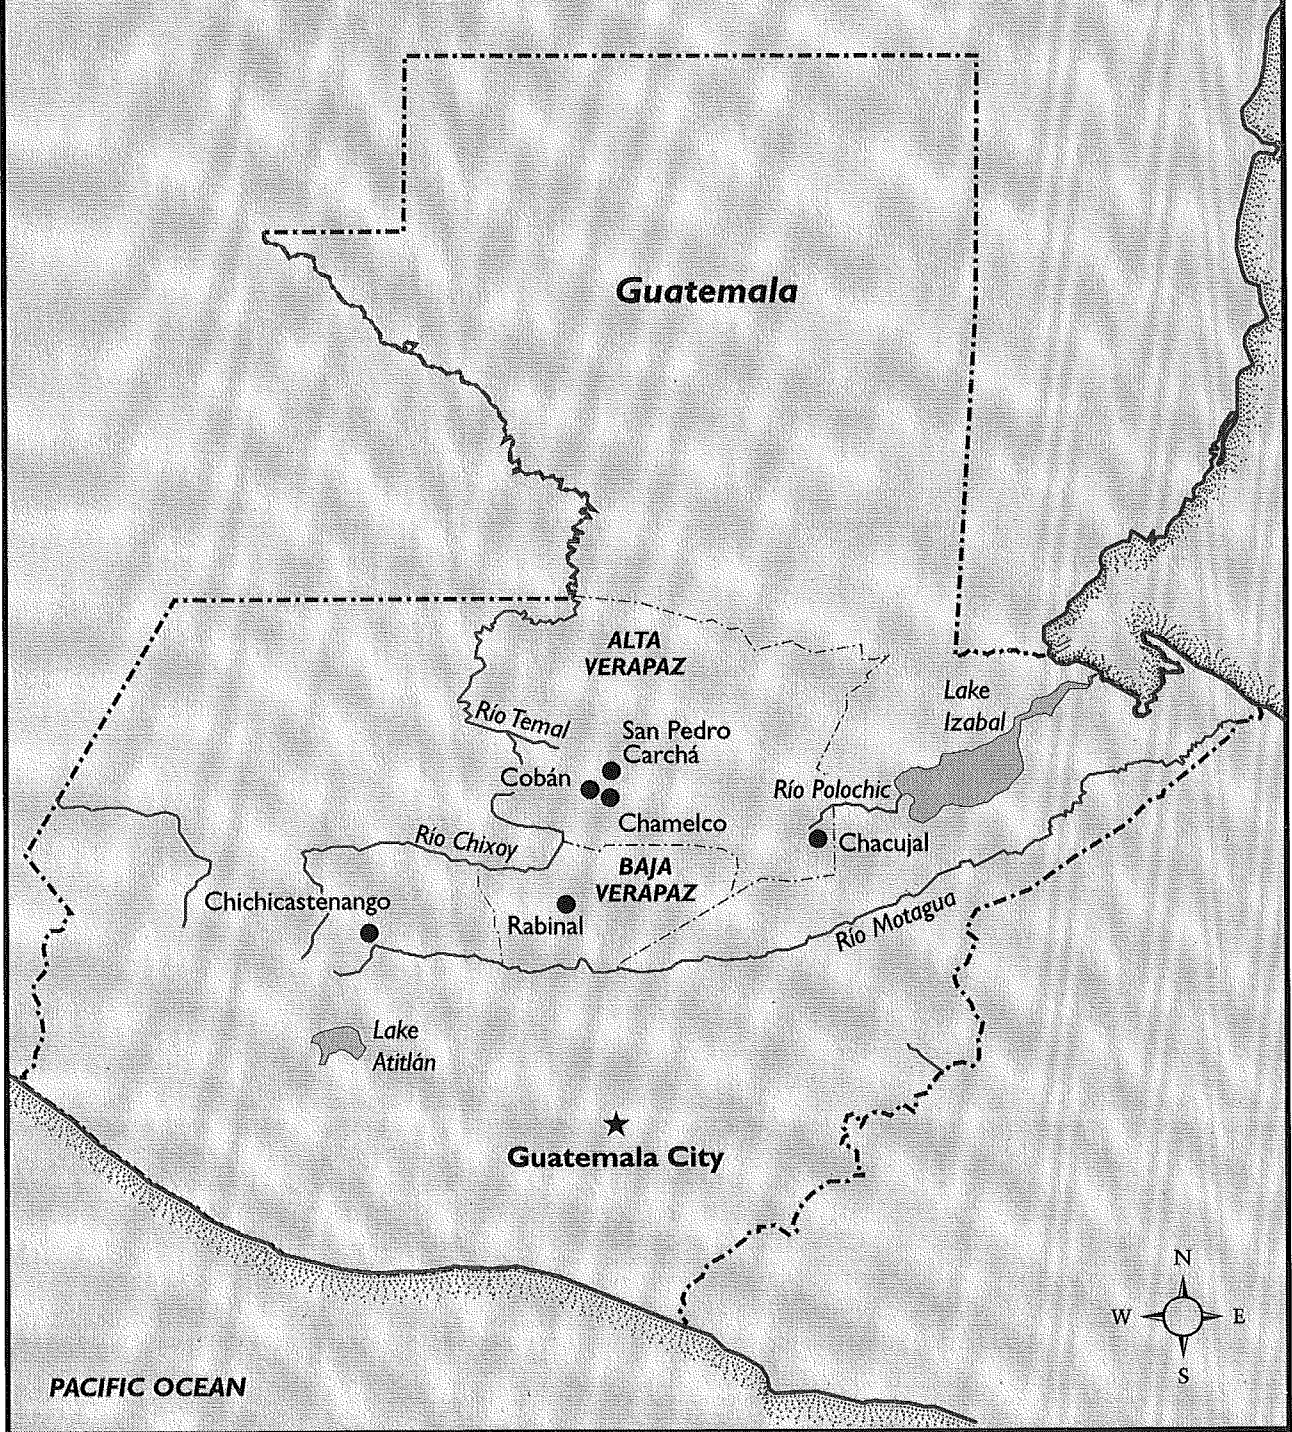 Guatemala
ALTA
VERAPAZ
Lake
Izabal
Río Temal
San Pedro
Carchá
Cobán
Río Polochic
Chamelco
Río Chixoy
Chacujal
BAJA
VERAPAZ
Chichicastenango
Rabinal
Río Motagua
Lake
Atitlán
Guatemala City
N
W
E
S
PACIFIC OCEAN